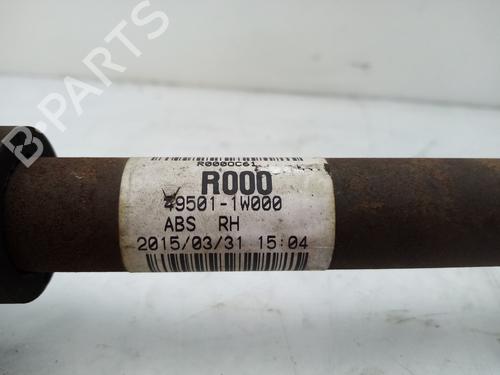 R0000C61
R000
49501-1W000
ABS RH
2015/03/31 15:04
B-PARTS